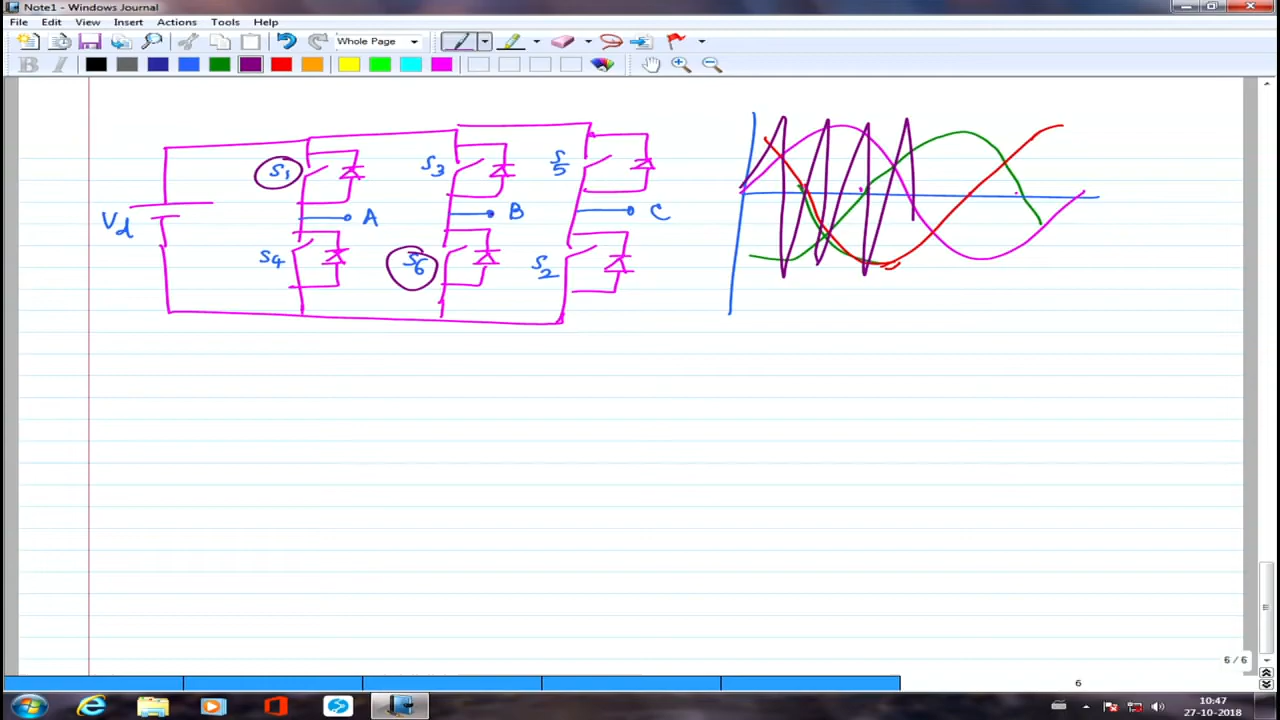 Note1 - Windows Journal
File Edit View Insert Actions Tools Help
Whole Page
B I
S1 S3 S5
Vd A B C
S4 S6 S2
6 / 6
6
10:47
27-10-2018